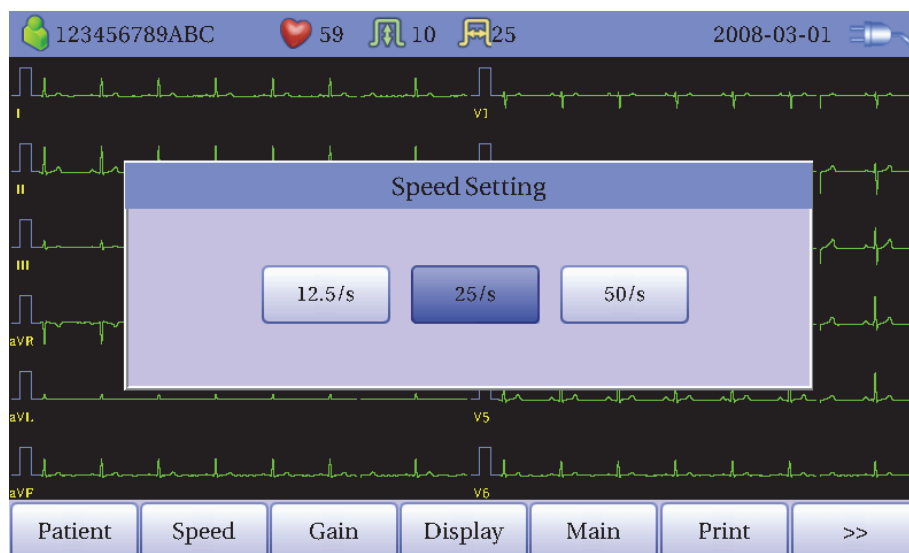 123456789ABC 59 10 25 2008-03-01
I V1
II
Speed Setting
III
12.5/s 25/s 50/s
aVR
aVL V5
aVF V6
Patient Speed Gain Display Main Print >>